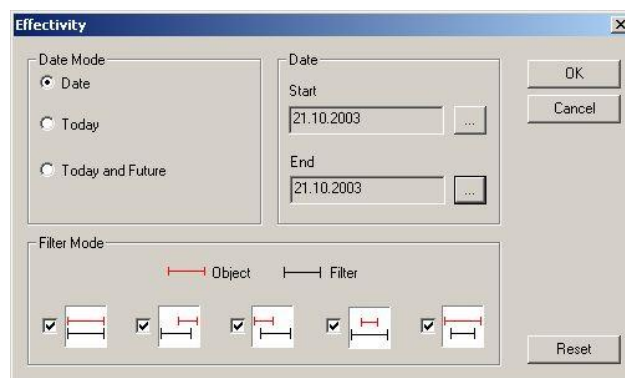 Effectivity
Date Mode
Date
Today
Today and Future
Date
Start
21.10.2003
...
End
21.10.2003
...
OK
Cancel
Filter Mode
Object
Filter
Reset